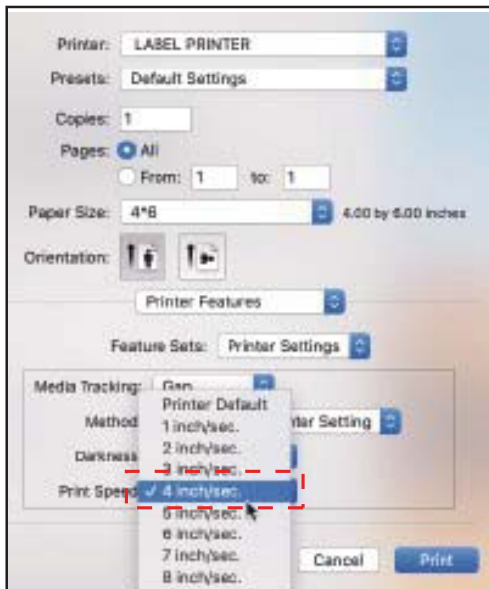 Printer: LABEL PRINTER
Presets: Default Settings
Copies: 1
Pages: All
From: 1 to: 1
Paper Size: 4*6 4.00 by 6.00 inches
Orientation:
Printer Features
Feature Sets: Printer Settings
Media Tracking: Gap
Printer Default
Method nter Setting
1 inch/sec.
2 inch/sec.
Darkness
3 inch/sec.
Print Speed ✓ 4 inch/sec.
5 inch/sec.
6 inch/sec.
7 inch/sec.
8 inch/sec.
Cancel Print